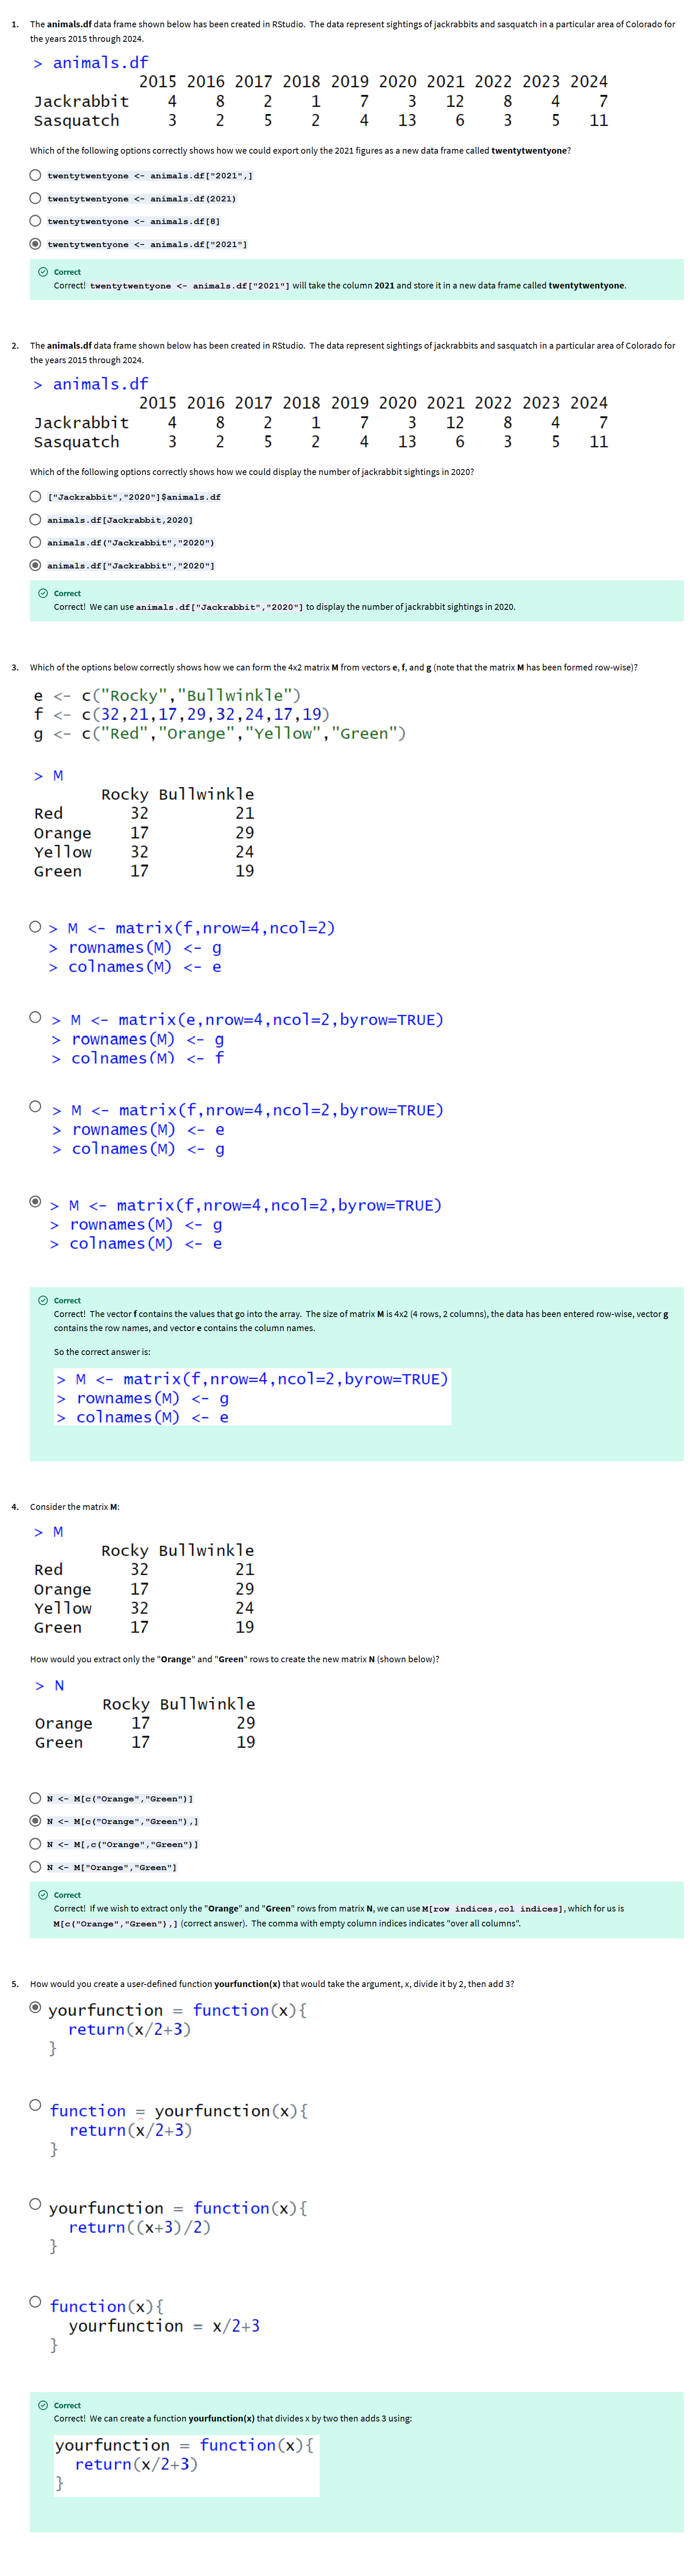 1. The animals.df data frame shown below has been created in RStudio. The data represent sightings of jackrabbits and sasquatch in a particular area of Colorado for
the years 2015 through 2024.
> animals.df
2015 2016 2017 2018 2019 2020 2021 2022 2023 2024
Jackrabbit 4 8 2 1 7 3 12 8 4 7
Sasquatch 3 2 5 2 4 13 6 3 5 11
Which of the following options correctly shows how we could export only the 2021 figures as a new data frame called twentytwentyone?
twentytwentyone <- animals.df["2021",]
twentytwentyone <- animals.df(2021)
twentytwentyone <- animals.df[8]
twentytwentyone <- animals.df["2021"]
Correct
Correct! twentytwentyone <- animals.df["2021"] will take the column 2021 and store it in a new data frame called twentytwentyone.
2. The animals.df data frame shown below has been created in RStudio. The data represent sightings of jackrabbits and sasquatch in a particular area of Colorado for
the years 2015 through 2024.
> animals.df
2015 2016 2017 2018 2019 2020 2021 2022 2023 2024
Jackrabbit 4 8 2 1 7 3 12 8 4 7
Sasquatch 3 2 5 2 4 13 6 3 5 11
Which of the following options correctly shows how we could display the number of jackrabbit sightings in 2020?
["Jackrabbit","2020"]$animals.df
animals.df[Jackrabbit,2020]
animals.df("Jackrabbit","2020")
animals.df["Jackrabbit","2020"]
Correct
Correct! We can use animals.df["Jackrabbit","2020"] to display the number of jackrabbit sightings in 2020.
3. Which of the options below correctly shows how we can form the 4x2 matrix M from vectors e, f, and g (note that the matrix M has been formed row-wise)?
e <- c("Rocky","Bullwinkle")
f <- c(32,21,17,29,32,24,17,19)
g <- c("Red","Orange","Yellow","Green")
> M
Rocky Bullwinkle
Red 32 21
Orange 17 29
Yellow 32 24
Green 17 19
> M <- matrix(f,nrow=4,ncol=2)
> rownames(M) <- g
> colnames(M) <- e
> M <- matrix(e,nrow=4,ncol=2,byrow=TRUE)
> rownames(M) <- g
> colnames(M) <- f
> M <- matrix(f,nrow=4,ncol=2,byrow=TRUE)
> rownames(M) <- e
> colnames(M) <- g
> M <- matrix(f,nrow=4,ncol=2,byrow=TRUE)
> rownames(M) <- g
> colnames(M) <- e
Correct
Correct! The vector f contains the values that go into the array. The size of matrix M is 4x2 (4 rows, 2 columns), the data has been entered row-wise, vector g
contains the row names, and vector e contains the column names.
So the correct answer is:
> M <- matrix(f,nrow=4,ncol=2,byrow=TRUE)
> rownames(M) <- g
> colnames(M) <- e
4. Consider the matrix M:
> M
Rocky Bullwinkle
Red 32 21
Orange 17 29
Yellow 32 24
Green 17 19
How would you extract only the "Orange" and "Green" rows to create the new matrix N (shown below)?
> N
Rocky Bullwinkle
Orange 17 29
Green 17 19
N <- M[c("Orange","Green")]
N <- M[c("Orange","Green"),]
N <- M[,c("Orange","Green")]
N <- M["Orange","Green"]
Correct
Correct! If we wish to extract only the "Orange" and "Green" rows from matrix N, we can use M[row indices,col indices], which for us is
M[c("Orange","Green"),] (correct answer). The comma with empty column indices indicates "over all columns".
5. How would you create a user-defined function yourfunction(x) that would take the argument, x, divide it by 2, then add 3?
yourfunction = function(x){
return(x/2+3)
}
function = yourfunction(x){
return(x/2+3)
}
yourfunction = function(x){
return((x+3)/2)
}
function(x){
yourfunction = x/2+3
}
Correct
Correct! We can create a function yourfunction(x) that divides x by two then adds 3 using:
yourfunction = function(x){
return(x/2+3)
}